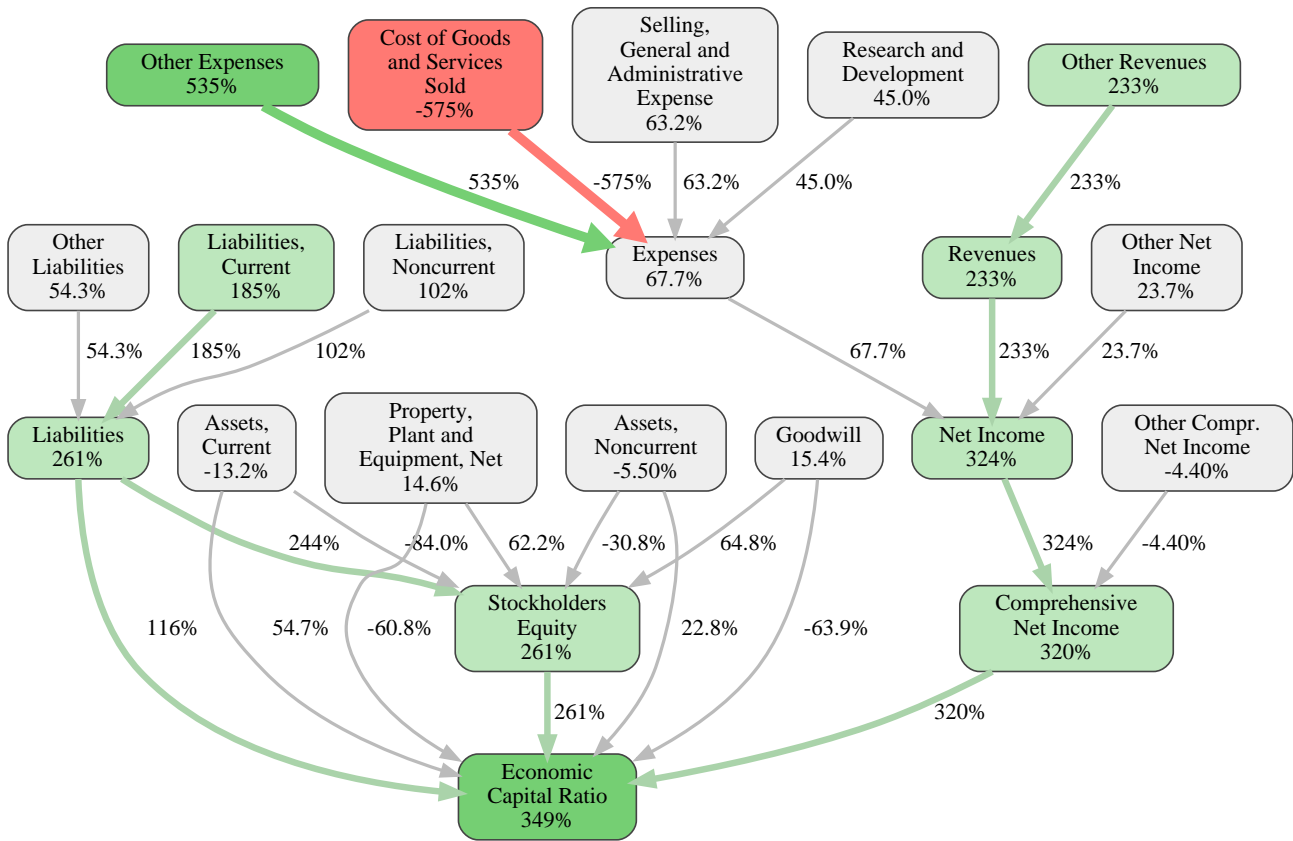 Other Expenses
535%
Cost of Goods
and Services
Sold
-575%
Selling,
General and
Administrative
Expense
63.2%
Research and
Development
45.0%
Other Revenues
233%
535%
-575%
63.2%
45.0%
233%
Other
Liabilities
54.3%
Liabilities,
Current
185%
Liabilities,
Noncurrent
102%
Expenses
67.7%
Revenues
233%
Other Net
Income
23.7%
54.3%
185%
102%
67.7%
233%
23.7%
Liabilities
261%
Assets,
Current
-13.2%
Property,
Plant and
Equipment, Net
14.6%
Assets,
Noncurrent
-5.50%
Goodwill
15.4%
Net Income
324%
Other Compr.
Net Income
-4.40%
244%
-84.0%
62.2%
-30.8%
64.8%
324%
-4.40%
Stockholders
Equity
261%
Comprehensive
Net Income
320%
116%
54.7%
-60.8%
22.8%
-63.9%
261%
320%
Economic
Capital Ratio
349%